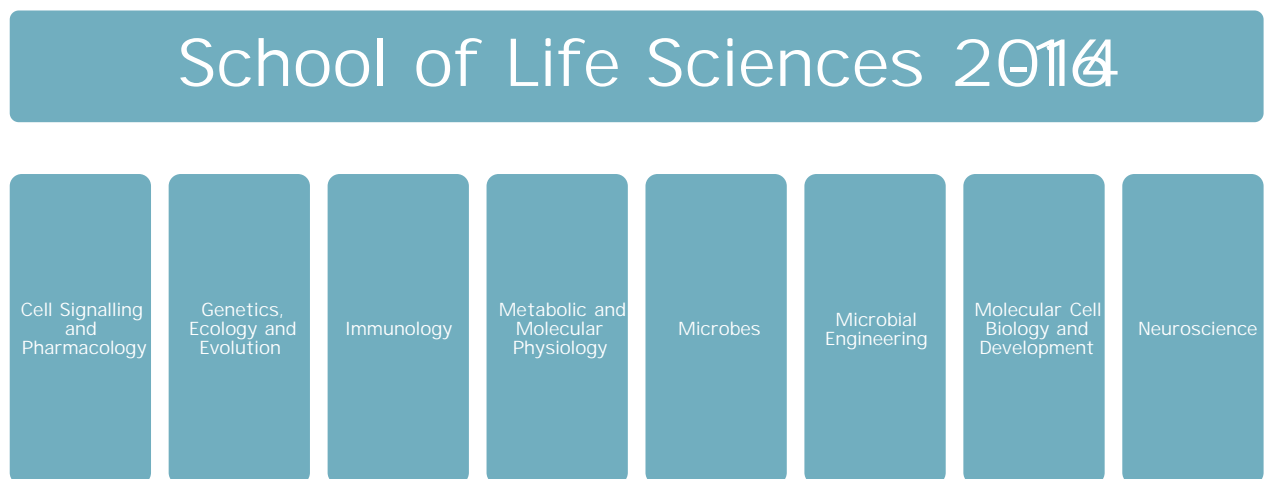 School of Life Sciences
Cell Signalling
and
Pharmacology
Genetics,
Ecology and
Evolution
Immunology
Metabolic and
Molecular
Physiology
Microbes
Microbial
Engineering
Molecular Cell
Biology and
Development
Neuroscience